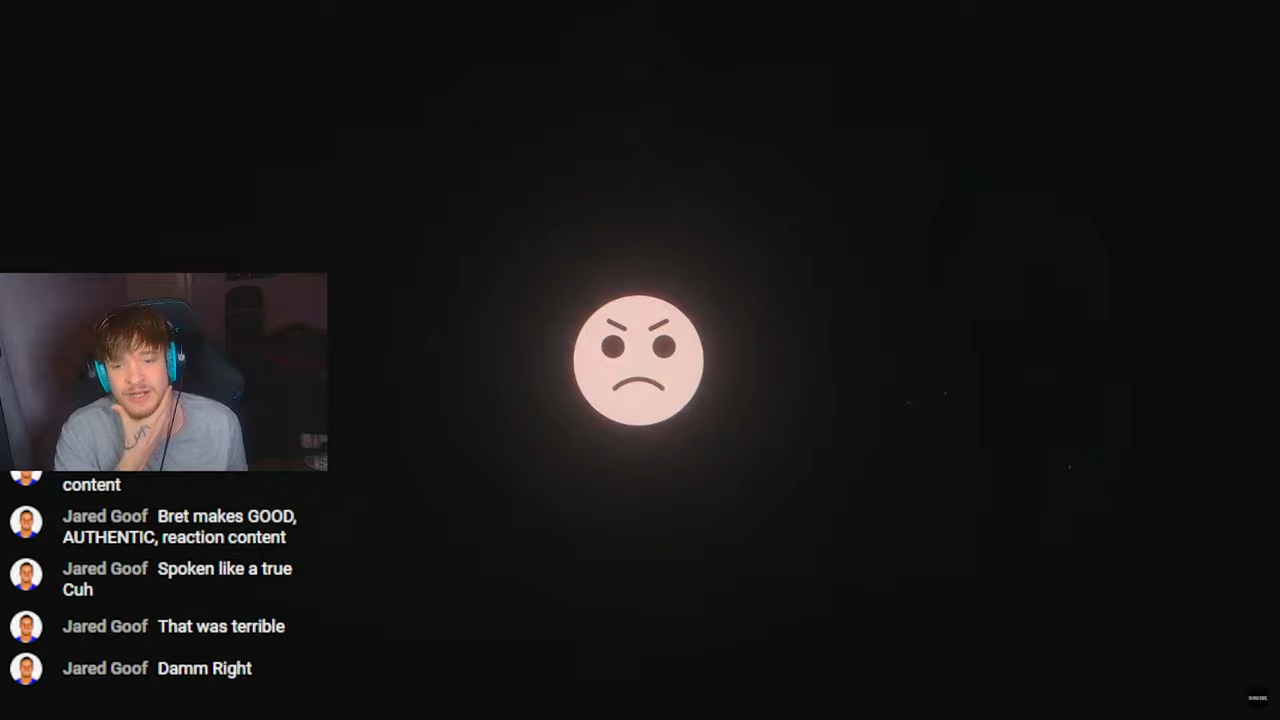 content
Jared Goof Bret makes GOOD,
AUTHENTIC, reaction content
Jared Goof Spoken like a true
Cuh
Jared Goof That was terrible
Jared Goof Damm Right
SUBSCRIBE